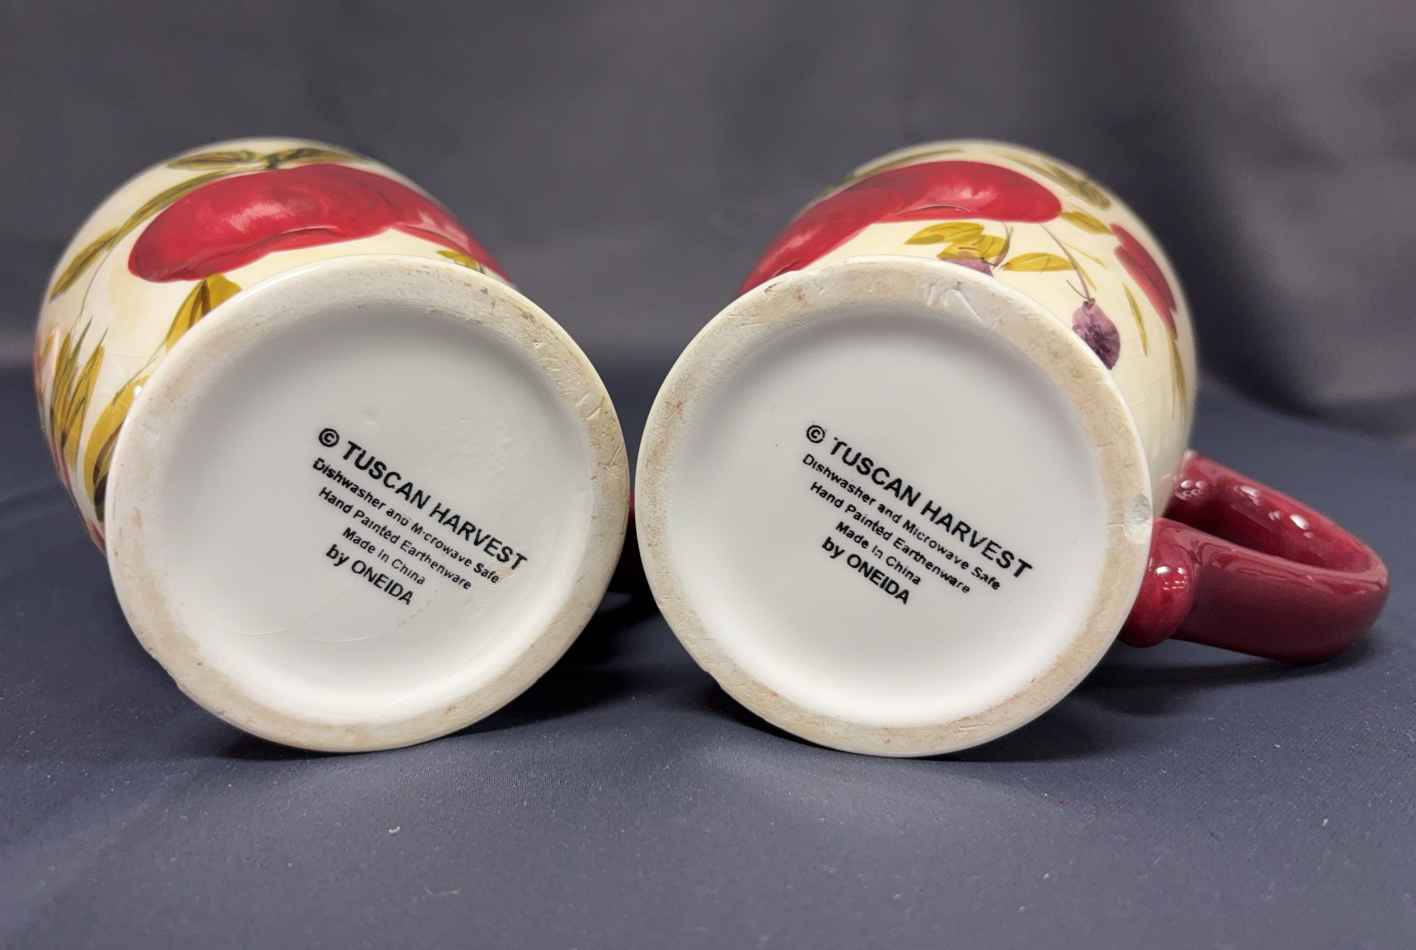 © TUSCAN HARVEST
Dishwasher and Microwave Safe
Hand Painted Earthenware
Made In China
by ONEIDA
© TUSCAN HARVEST
Dishwasher and Microwave Safe
Hand Painted Earthenware
Made In China
by ONEIDA